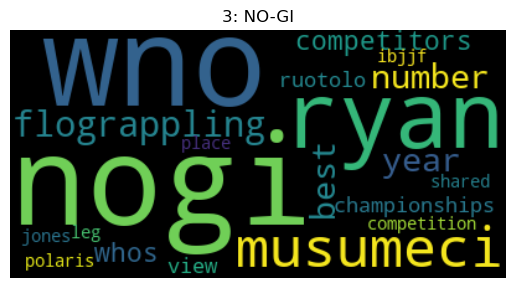 3: NO-GI
wno
competitors
ibjjf
ruotolo
number
flograppling
ryan
place
nogi
best
year
shared
championships
competition
jones
leg
whos
musumeci
polaris
view